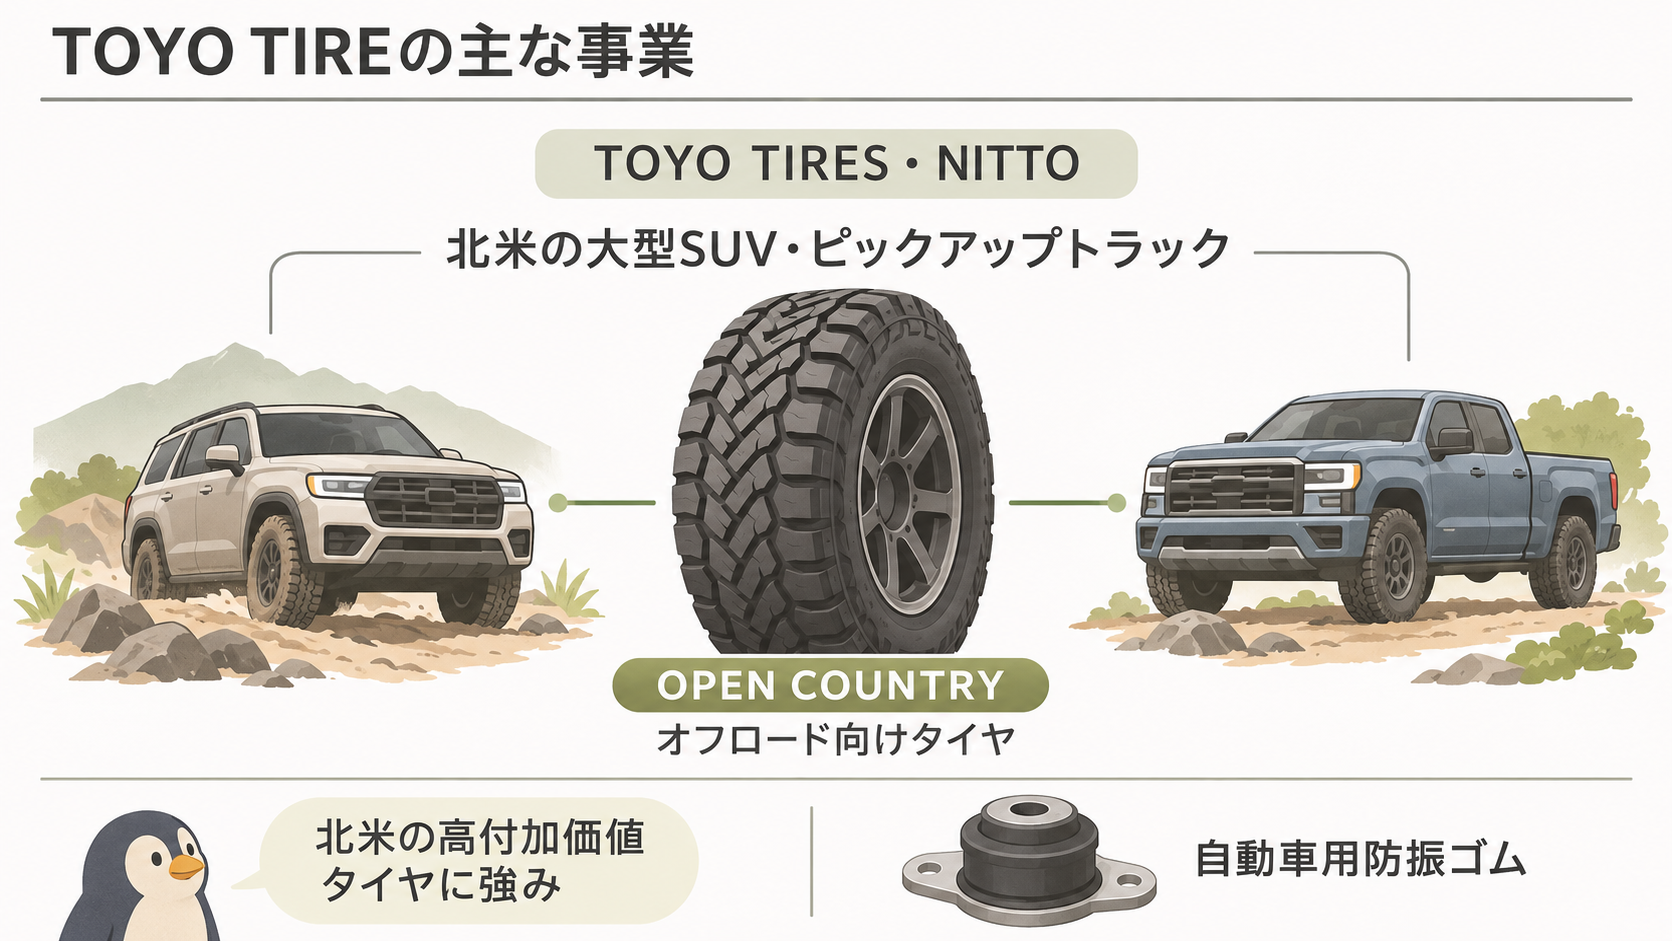 TOYO TIREの主な事業
TOYO TIRES・NITTO
北米の大型SUV・ピックアップトラック
OPEN COUNTRY
オフロード向けタイヤ
北米の高付加価値
タイヤに強み
自動車用防振ゴム